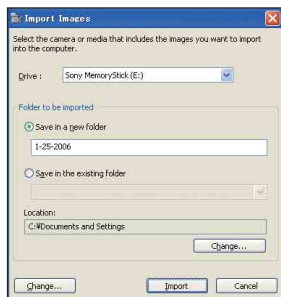 Import Images
Select the camera or media that includes the images you want to import
into the computer.
Drive : Sony MemoryStick (E:)
Folder to be imported
Save in a new folder
1-25-2006
Save in the existing folder
Location:
C:¥Documents and Settings
Change...
Change... Import Cancel